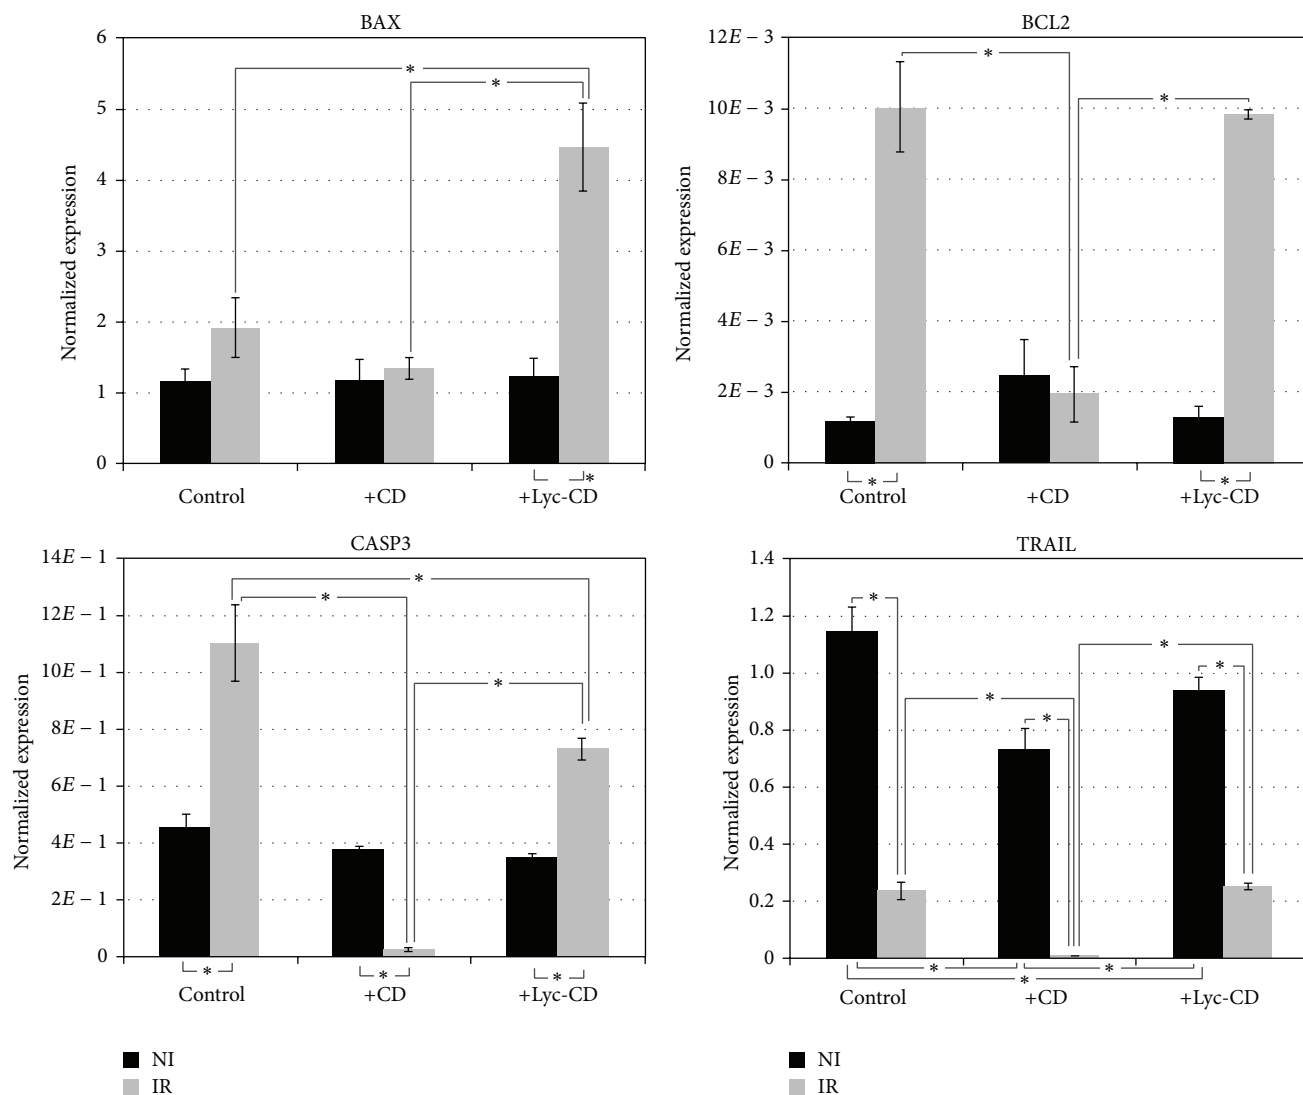 BAX
Normalized expression
6
5
4
3
2
1
0
*
*
*
Control
+CD
+Lyc-CD
BCL2
Normalized expression
12E − 3
10E − 3
8E − 3
6E − 3
4E − 3
2E − 3
0
*
*
*
*
Control
+CD
+Lyc-CD
CASP3
Normalized expression
14E − 1
12E − 1
10E − 1
8E − 1
6E − 1
4E − 1
2E − 1
0
*
*
*
*
*
*
Control
+CD
+Lyc-CD
NI
IR
TRAIL
Normalized expression
1.4
1.2
1.0
0.8
0.6
0.4
0.2
0
*
*
*
*
*
*
*
*
Control
+CD
+Lyc-CD
NI
IR